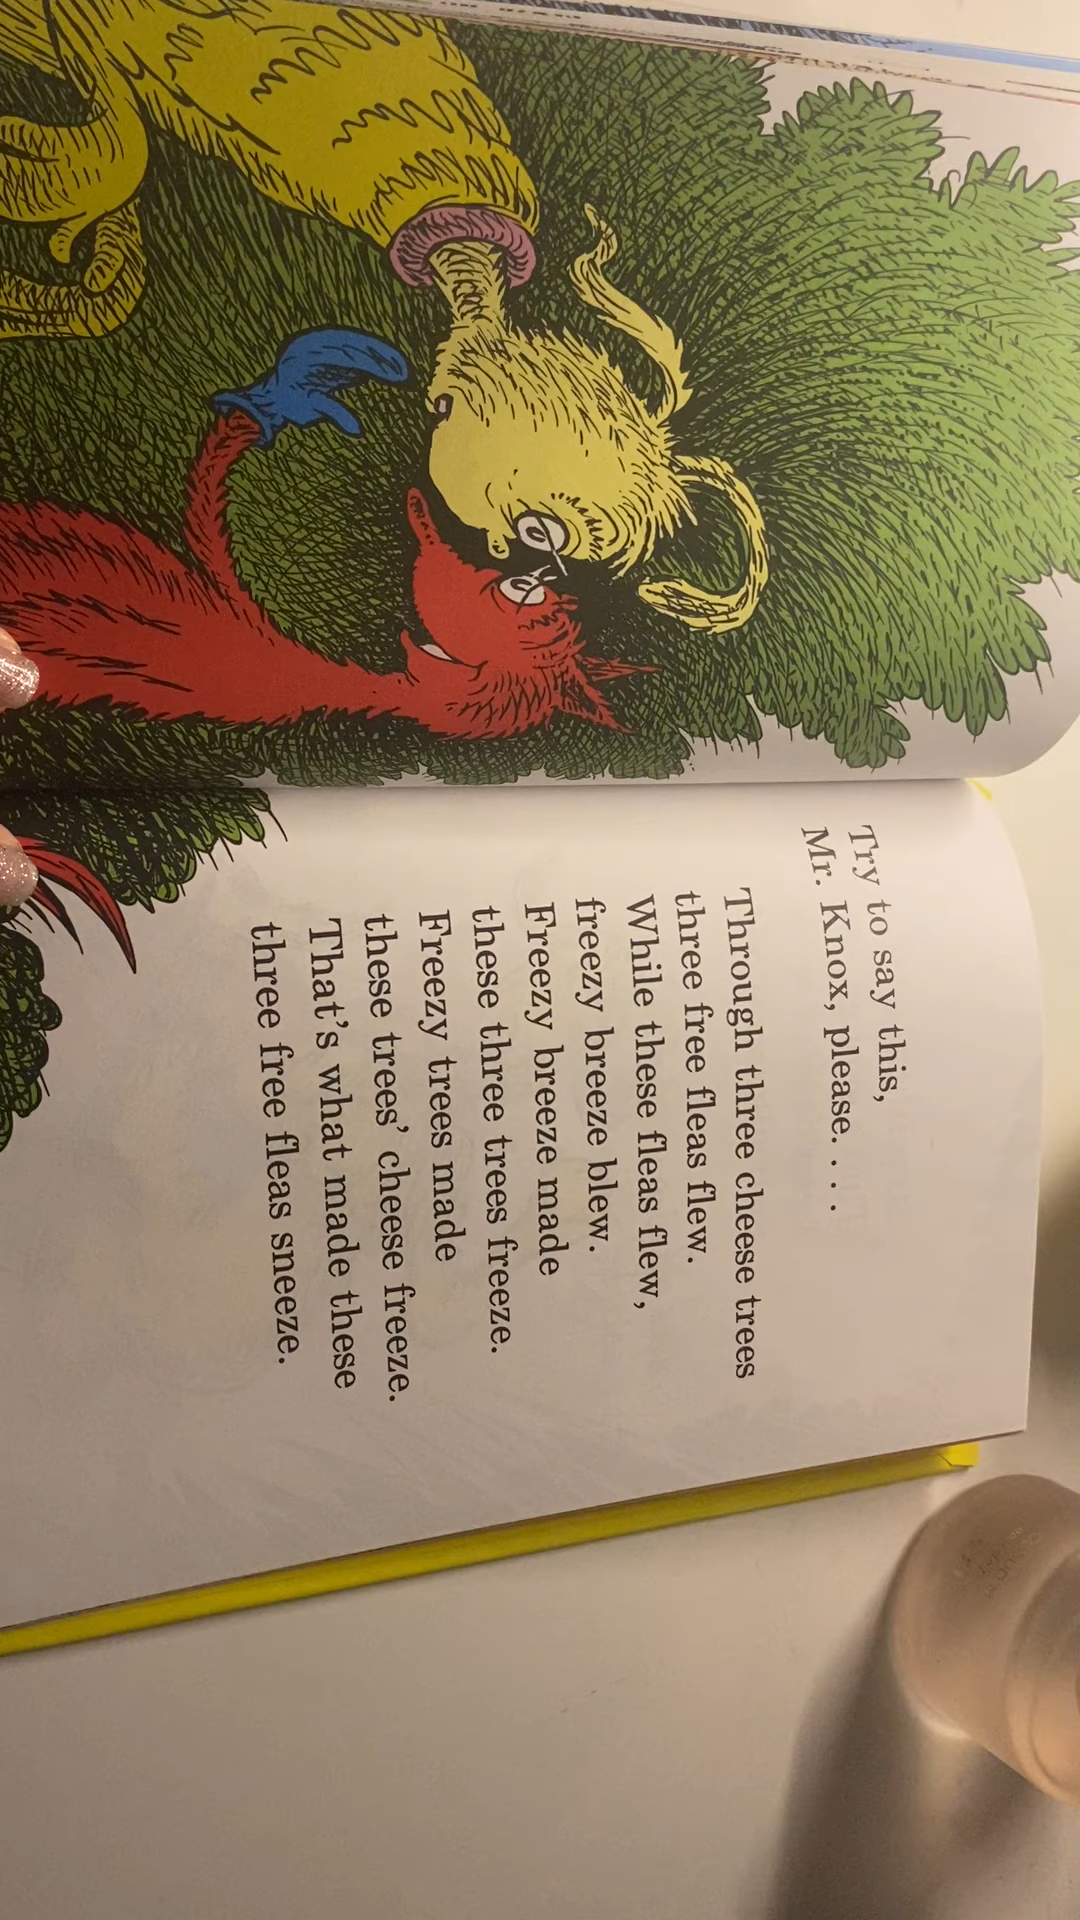 Try to say this,
Mr. Knox, please. . . .
Through three cheese trees
three free fleas flew.
While these fleas flew,
freezy breeze blew.
Freezy breeze made
these three trees freeze.
Freezy trees made
these trees' cheese freeze.
That's what made these
three free fleas sneeze.